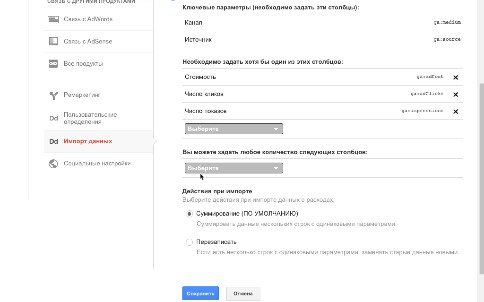 СВЯЗЬ С ДРУГИМИ ПРОДУКТАМИ
Связь с AdWords
Связь с AdSense
Все продукты
Ремаркетинг
Dd Пользовательские
определения
Dd Импорт данных
Социальные настройки
Ключевые параметры (необходимо задать эти столбцы):
Канал ga:medium
Источник ga:source
Необходимо задать хотя бы один из этих столбцов:
Стоимость ga:adCost ×
Число кликов ga:adClicks ×
Число показов ga:impressions ×
Выберите
Вы можете задать любое количество следующих столбцов:
Выберите
Действия при импорте
Выберите действия при импорте данных о расходах.
Суммирование (ПО УМОЛЧАНИЮ)
Суммировать данные нескольких строк с одинаковыми параметрами.
Перезаписать
Если есть несколько строк с одинаковыми параметрами, заменять старые данные новыми.
Сохранить Отмена